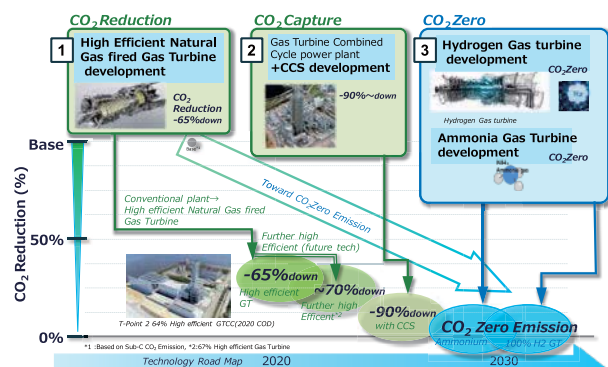 CO2 Reduction
CO2 Capture
CO2 Zero
1
High Efficient Natural
Gas fired Gas Turbine
development
CO2
Reduction
-65%down
2
Gas Turbine Combined
Cycle power plant
+CCS development
-90%～down
3
Hydrogen Gas turbine
development
CO2Zero
Hydrogen Gas turbine
Ammonia Gas Turbine
development
CO2Zero
Base
50%
0%
CO2 Reduction (%)
Toward CO2Zero Emission
Conventional plant→
High efficient Natural Gas fired
Gas Turbine
Further high
Efficient (future tech)
-65%down
High efficient
GT
~70%down
Further high
Efficent*2
-90%down
with CCS
CO2 Zero Emission
Ammonium
100% H2 GT
T-Point 2 64% High efficient GTCC(2020 COD)
*1 :Based on Sub-C CO2 Emission, *2:67% High efficient Gas Turbine
Technology Road Map
2020
2030